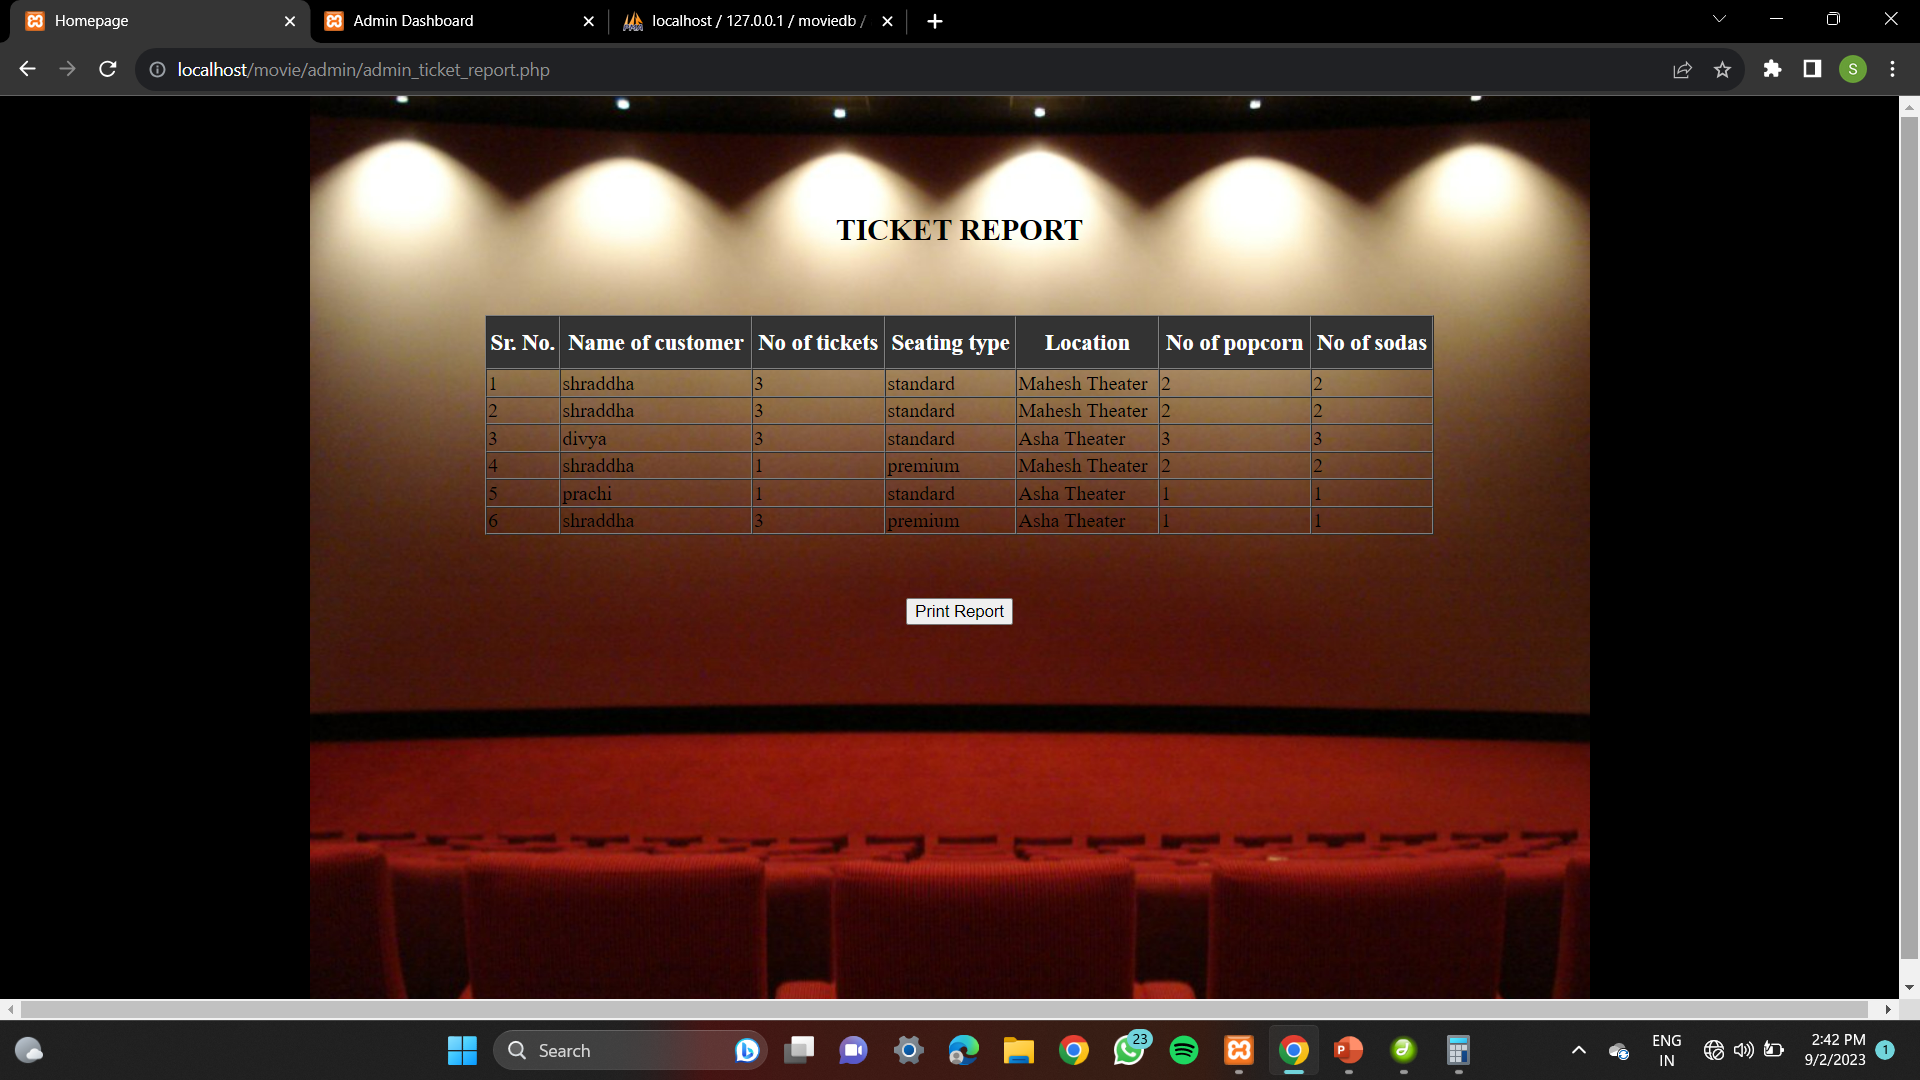 Homepage
Admin Dashboard
localhost / 127.0.0.1 / moviedb /
localhost/movie/admin/admin_ticket_report.php
S
TICKET REPORT
Sr. No. Name of customer No of tickets Seating type Location No of popcorn No of sodas
1 shraddha 3 standard Mahesh Theater 2 2
2 shraddha 3 standard Mahesh Theater 2 2
3 divya 3 standard Asha Theater 3 3
4 shraddha 1 premium Mahesh Theater 2 2
5 prachi 1 standard Asha Theater 1 1
6 shraddha 3 premium Asha Theater 1 1
Print Report
Search
23
ENG
IN
2:42 PM
9/2/2023
1